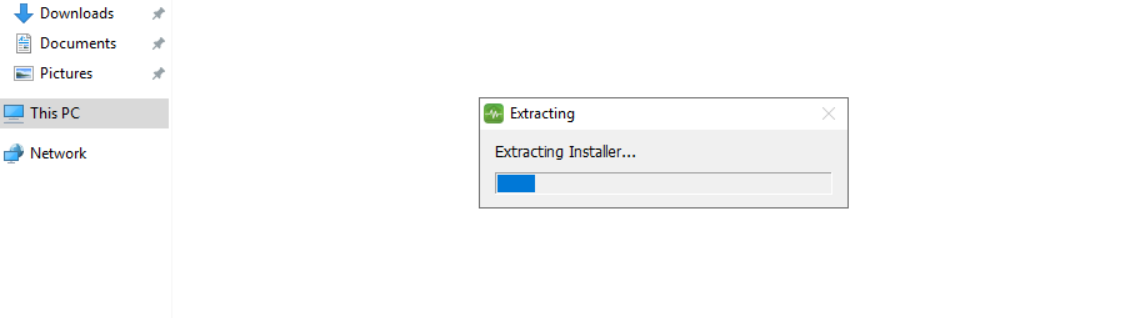 Downloads
Documents
Pictures
This PC
Network
Extracting
Extracting Installer...